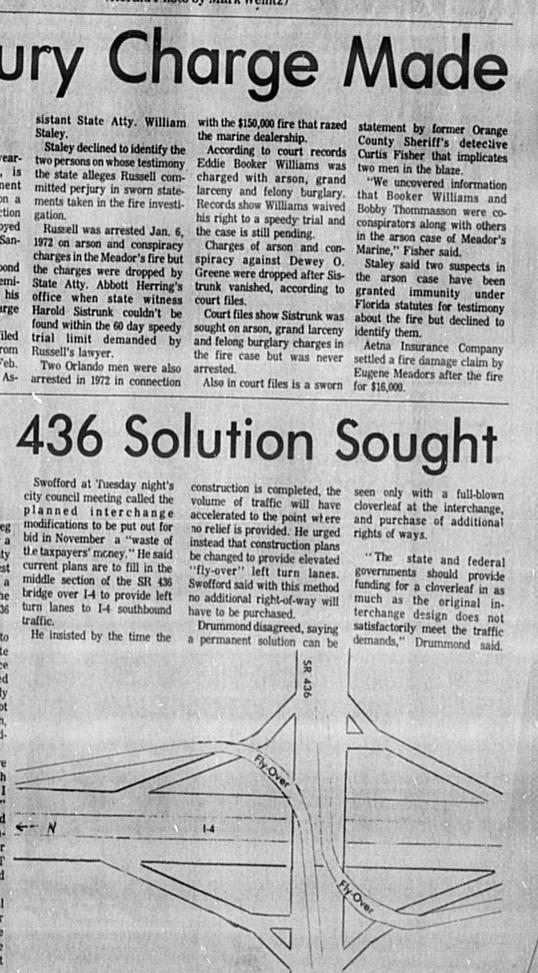 ury Charge Made
ear-
, is
ment
on a
ction
oyed
San-
ond
emi-
his
arge
iled
rom
Feb.
As-
sistant State Atty. William
Staley.
Staley declined to identify the
two persons on whose testimony
the state alleges Russell com-
mitted perjury in sworn state-
ments taken in the fire investi-
gation.
Russell was arrested Jan. 6,
1972 on arson and conspiracy
charges in the Meador's fire but
the charges were dropped by
State Atty. Abbott Herring's
office when state witness
Harold Sistrunk couldn't be
found within the 60 day speedy
trial limit demanded by
Russell's lawyer.
Two Orlando men were also
arrested in 1972 in connection
with the $150,000 fire that razed
the marine dealership.
According to court records
Eddie Booker Williams was
charged with arson, grand
larceny and felony burglary.
Records show Williams waived
his right to a speedy trial and
the case is still pending.
Charges of arson and con-
spiracy against Dewey O.
Greene were dropped after Sis-
trunk vanished, according to
court files.
Court files show Sistrunk was
sought on arson, grand larceny
and felong burglary charges in
the fire case but was never
arrested.
Also in court files is a sworn
statement by former Orange
County Sheriff's detective
Curtis Fisher that implicates
two men in the blaze.
"We uncovered information
that Booker Williams and
Bobby Thommasson were co-
conspirators along with others
in the arson case of Meador's
Marine," Fisher said.
Staley said two suspects in
the arson case have been
granted immunity under
Florida statutes for testimony
about the fire but declined to
identify them.
Aetna Insurance Company
settled a fire damage claim by
Eugene Meadors after the fire
for $16,000.
436 Solution Sought
Swofford at Tuesday night's
city council meeting called the
planned interchange
modifications to be put out for
bid in November a "waste of
the taxpayers' money." He said
current plans are to fill in the
middle section of the SR 436
bridge over I-4 to provide left
turn lanes to I-4 southbound
traffic.
He insisted by the time the
construction is completed, the
volume of traffic will have
accelerated to the point where
no relief is provided. He urged
instead that construction plans
be changed to provide elevated
"fly-over" left turn lanes.
Swofford said with this method
no additional right-of-way will
have to be purchased.
Drummond disagreed, saying
a permanent solution can be
seen only with a full-blown
cloverleaf at the interchange,
and purchase of additional
rights of way.
"The state and federal
governments should provide
funding for a cloverleaf in as
much as the original in-
terchange design does not
satisfactorily meet the traffic
demands," Drummond said.
SR 436
Fly-Over
N
I-4
Fly-Over